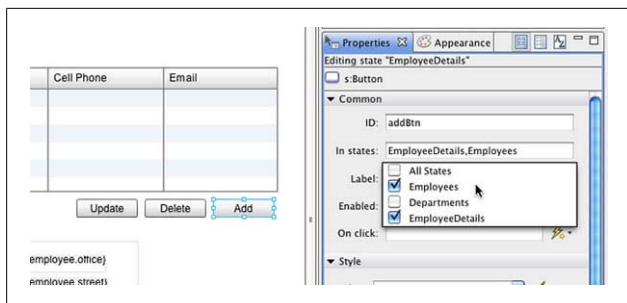 Properties Appearance
Editing state "EmployeeDetails"
s:Button
Common
ID: addBtn
In states: EmployeeDetails,Employees
Label:
All States
Employees
Departments
EmployeeDetails
Enabled:
On click:
Style
Cell Phone Email
Update Delete Add
employee.office}
employee.street}